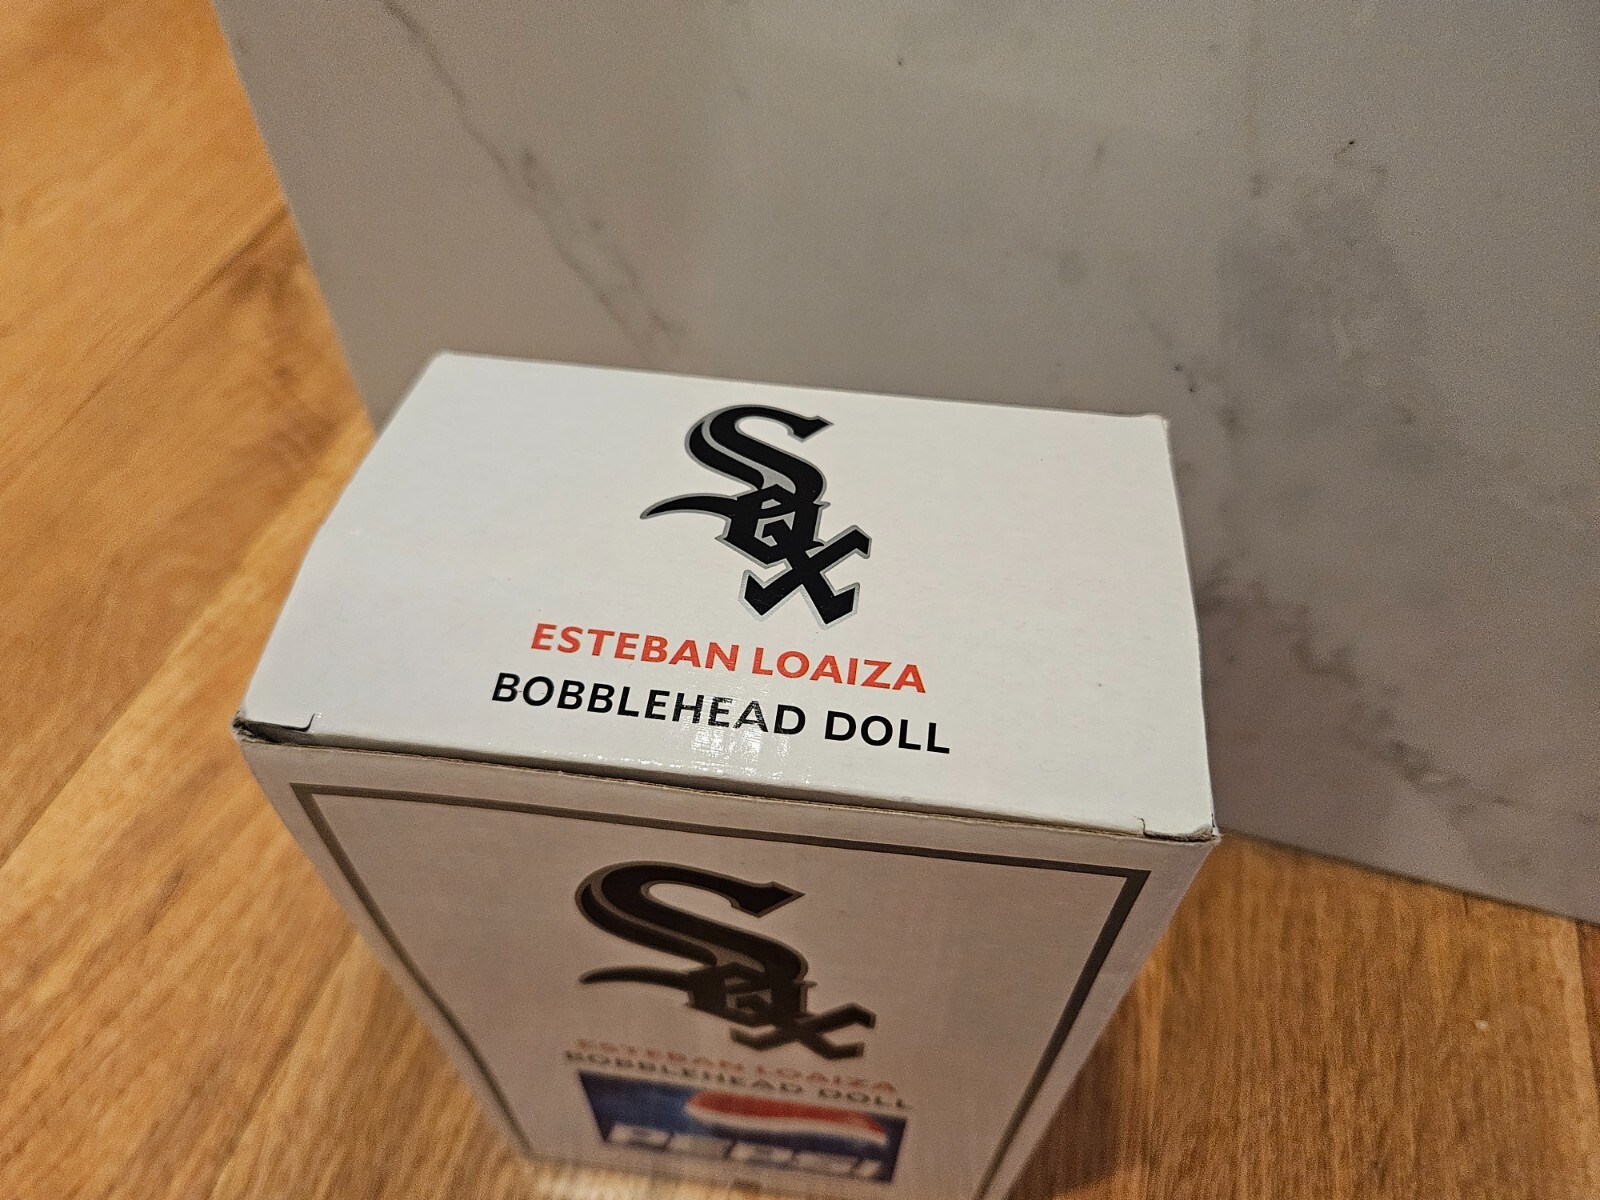 Sox
ESTEBAN LOAIZA
BOBBLEHEAD DOLL
Sox
ESTEBAN LOAIZA
BOBBLEHEAD DOLL
PEPSI